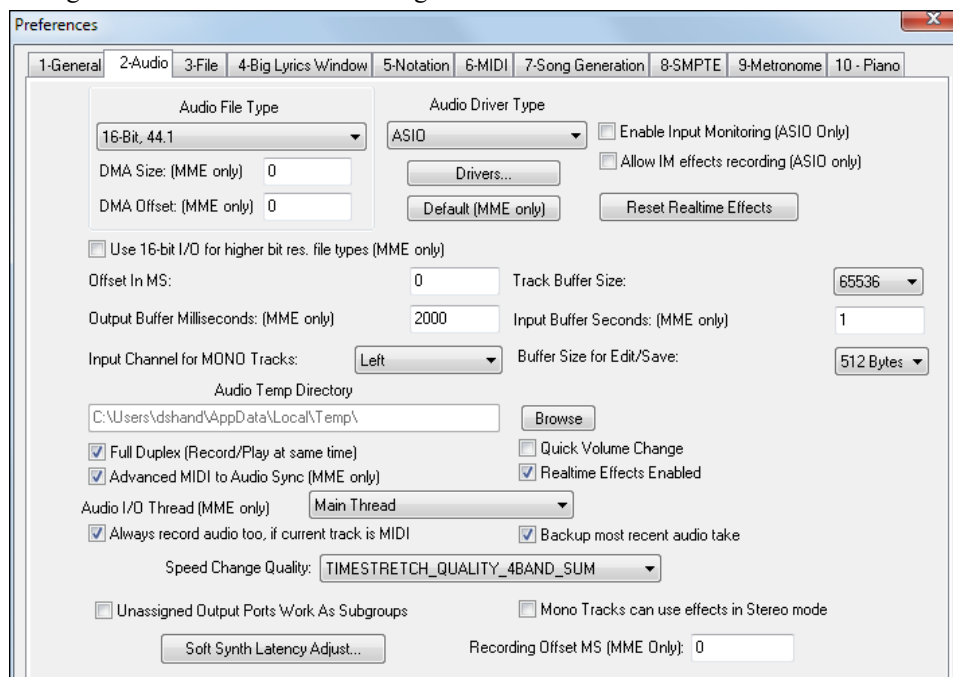 Preferences
1-General 2-Audio 3-File 4-Big Lyrics Window 5-Notation 6-MIDI 7-Song Generation 8-SMPTE 9-Metronome 10 - Piano
Audio File Type
16-Bit, 44.1
DMA Size: (MME only) 0
DMA Offset: (MME only) 0
Audio Driver Type
ASIO
Drivers...
Default (MME only)
Enable Input Monitoring (ASIO Only)
Allow IM effects recording (ASIO only)
Reset Realtime Effects
Use 16-bit I/O for higher bit res. file types (MME only)
Offset In MS: 0 Track Buffer Size: 65536
Output Buffer Milliseconds: (MME only) 2000 Input Buffer Seconds: (MME only) 1
Input Channel for MONO Tracks: Left Buffer Size for Edit/Save: 512 Bytes
Audio Temp Directory
C:\Users\dshand\AppData\Local\Temp\ Browse
Full Duplex (Record/Play at same time) Quick Volume Change
Advanced MIDI to Audio Sync (MME only) Realtime Effects Enabled
Audio I/O Thread (MME only) Main Thread
Always record audio too, if current track is MIDI Backup most recent audio take
Speed Change Quality: TIMESTRETCH_QUALITY_4BAND_SUM
Unassigned Output Ports Work As Subgroups Mono Tracks can use effects in Stereo mode
Soft Synth Latency Adjust... Recording Offset MS (MME Only): 0